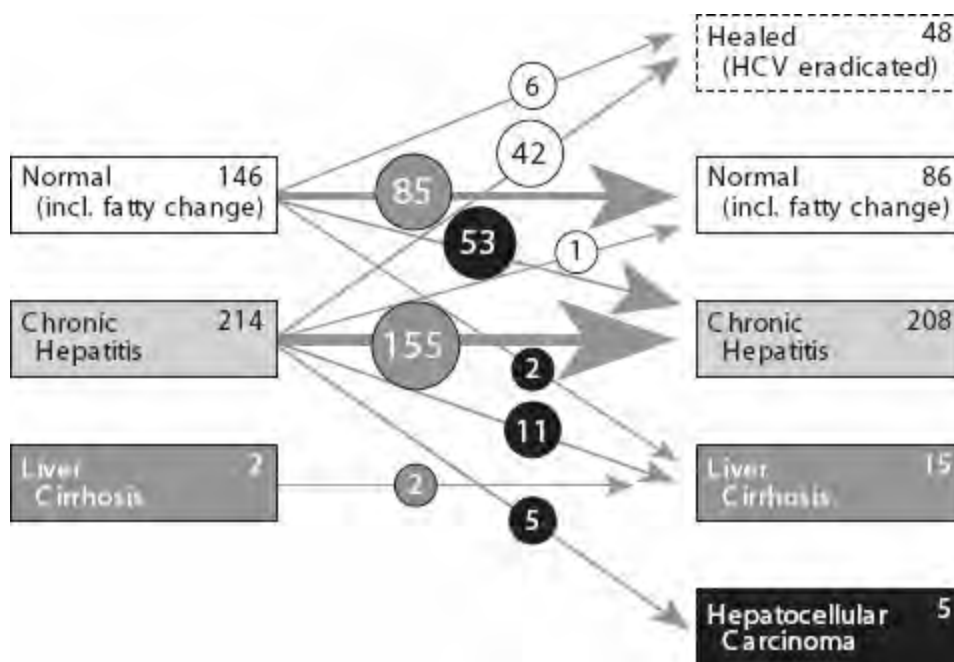 Healed 48
(HCV eradicated)
6
42
Normal 146
(incl. fatty change)
85
Normal 86
(incl. fatty change)
53
1
Chronic 214
Hepatitis
155
Chronic 208
Hepatitis
2
11
Liver 2
Cirrhosis
2
Liver 15
Cirrhosis
5
Hepatocellular 5
Carcinoma